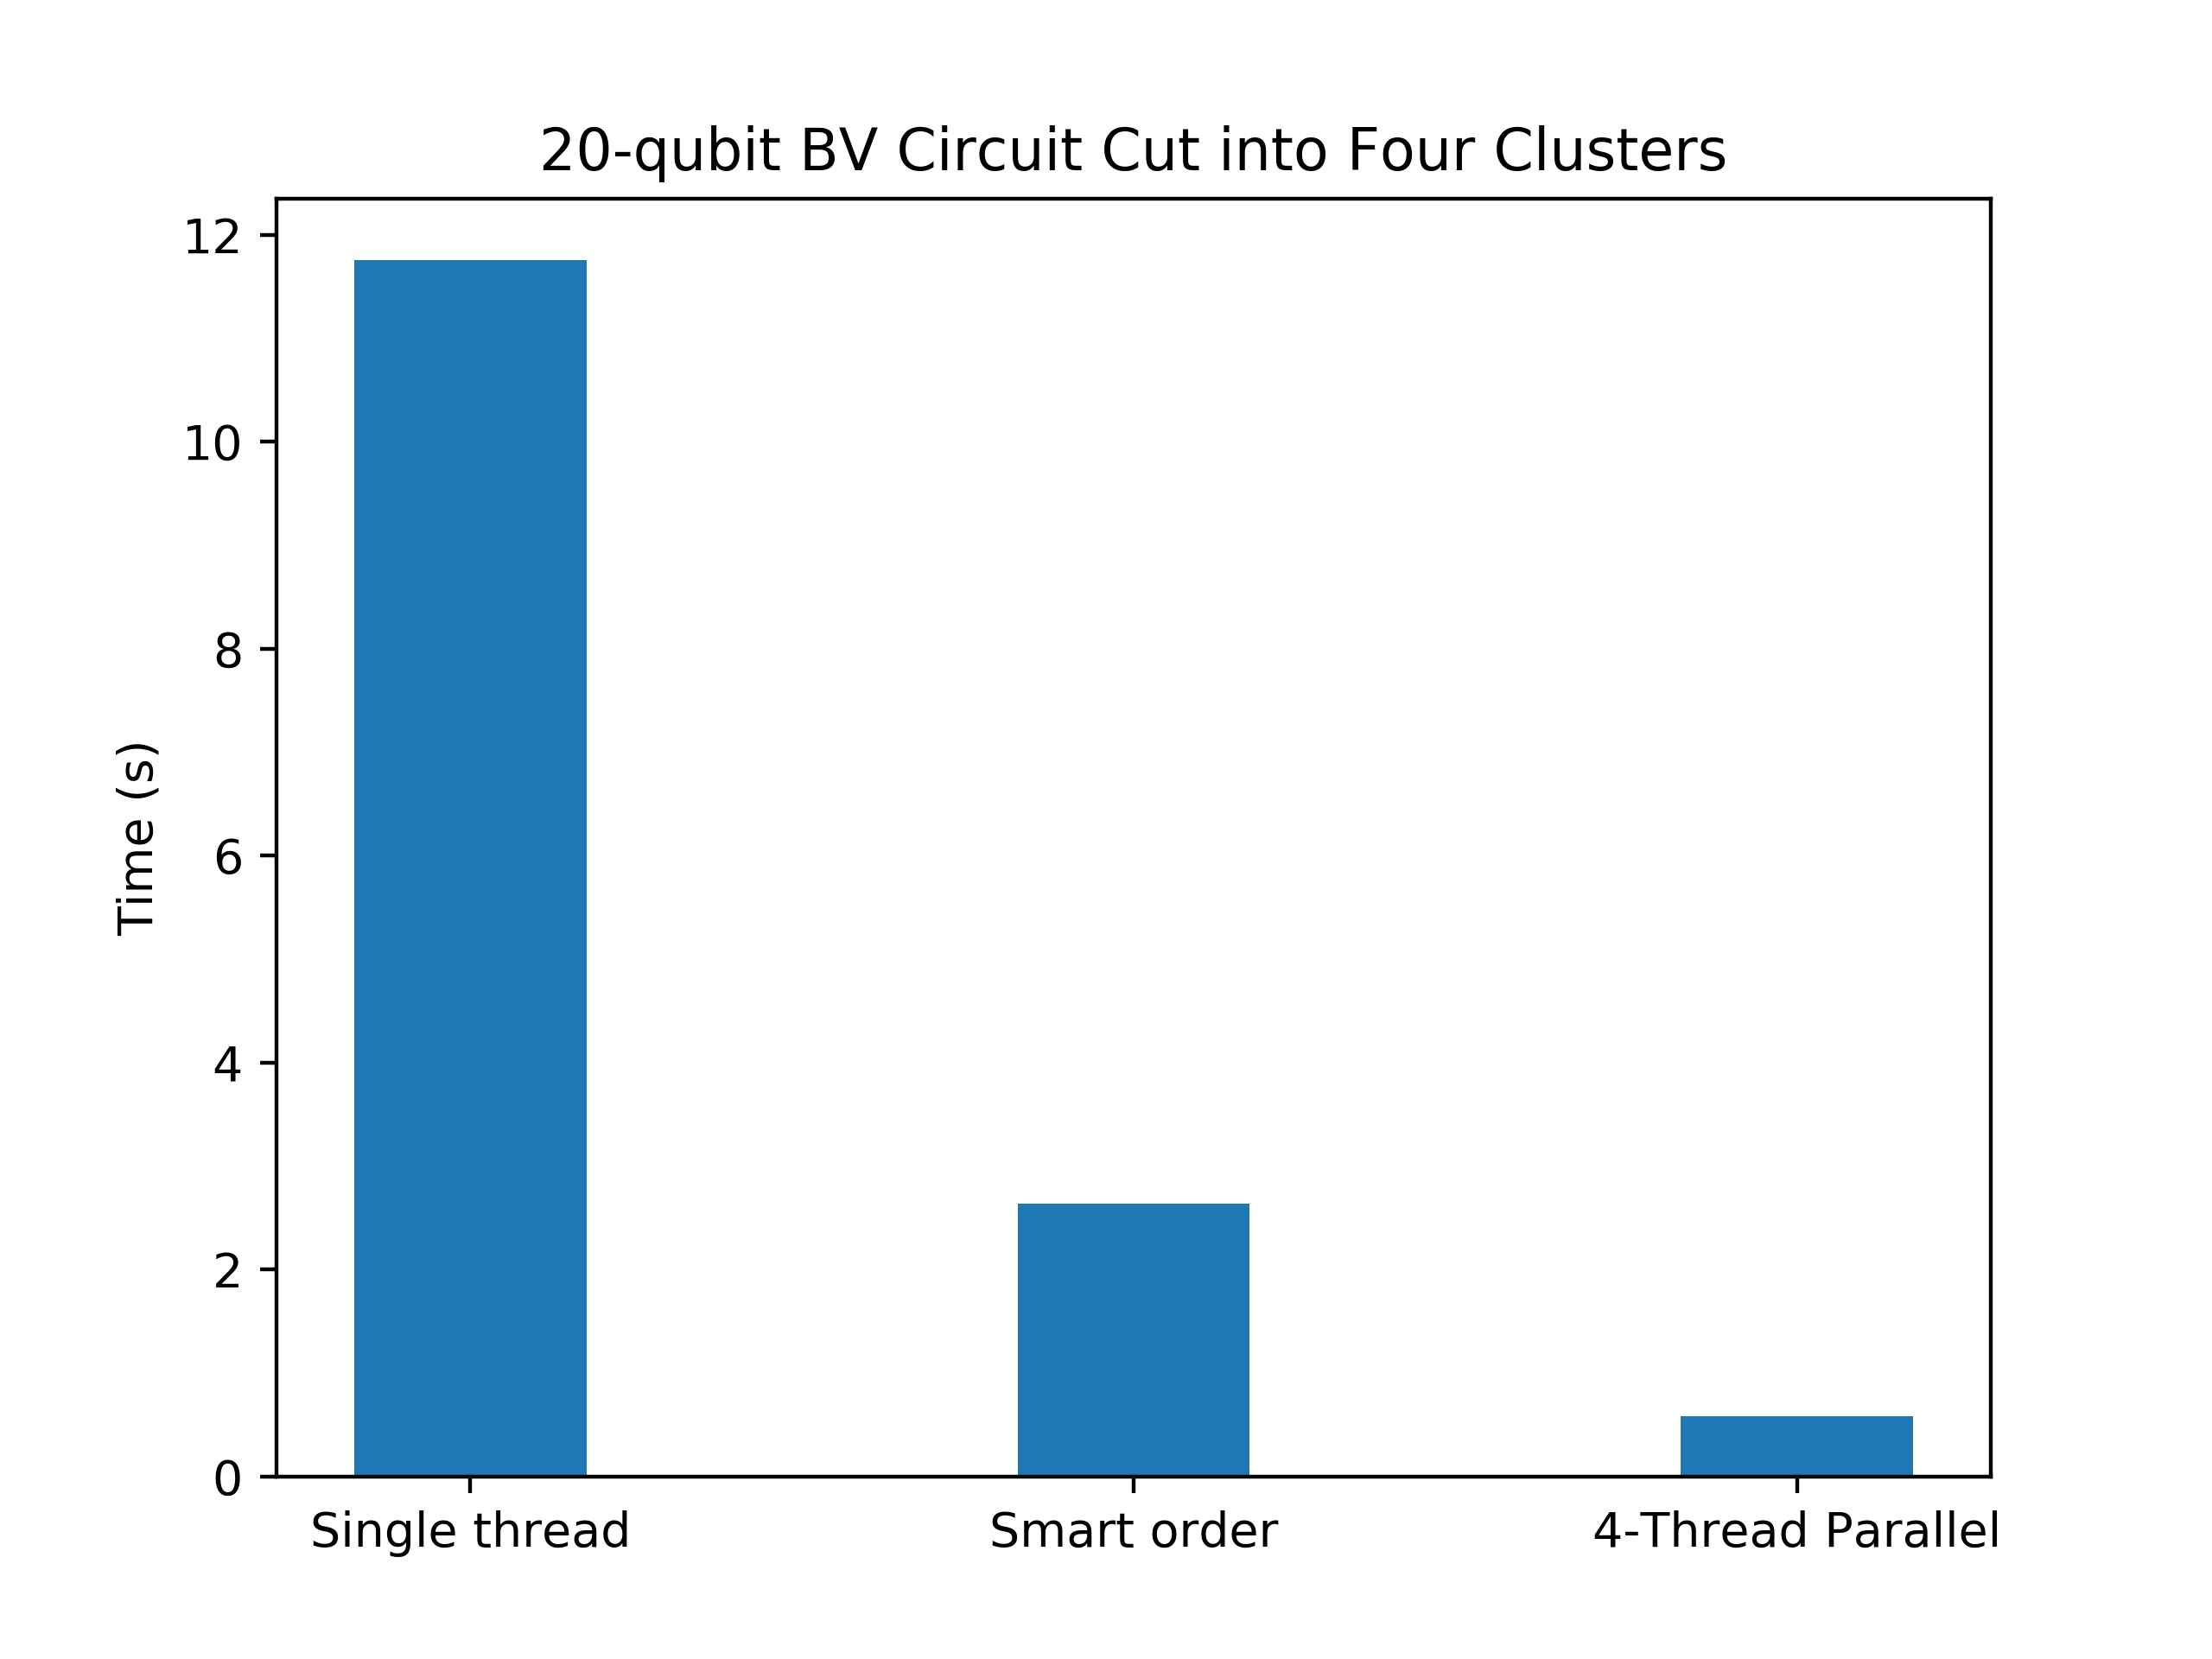 20-qubit BV Circuit Cut into Four Clusters
12
10
8
6
4
2
0
Time (s)
Single thread
Smart order
4-Thread Parallel